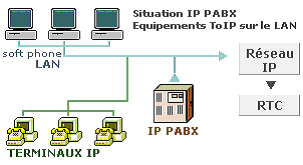 Situation IP PABX
Equipements ToIP sur le LAN
soft phone
LAN
Réseau
IP
RTC
IP PABX
TERMINAUX IP